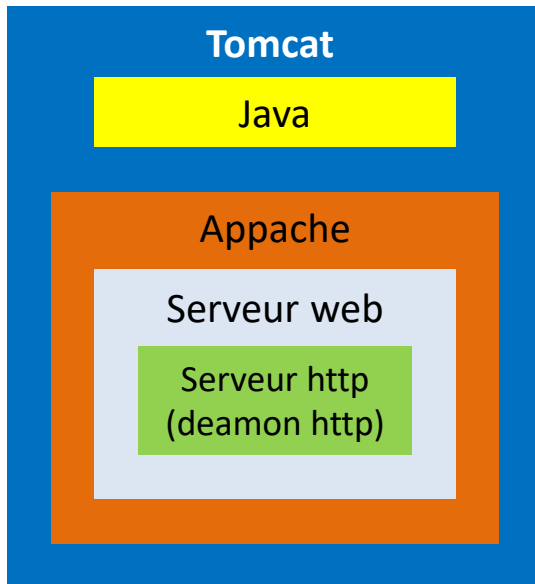 Tomcat
Java
Appache
Serveur web
Serveur http
(deamon http)